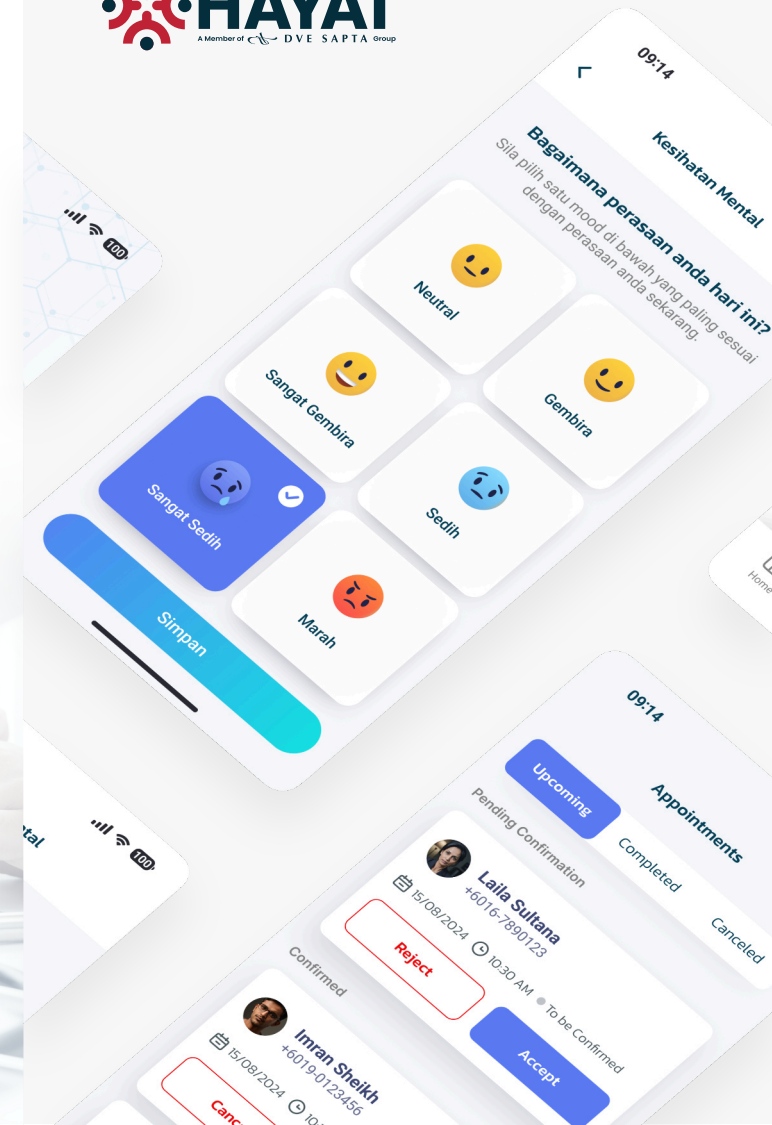 HAYAT
A Member of DVE SAPTA Group
09:14
Kesihatan Mental
Bagaimana perasaan anda hari ini?
Sila pilih satu mood di bawah yang paling sesuai
dengan perasaan anda sekarang.
Neutral
Gembira
Sangat Gembira
Sedih
Sangat Sedih
Marah
Simpan
100
Home
09:14
Appointments
Upcoming
Completed
Canceled
Pending Confirmation
Laila Sultana
+6016-7890123
15/08/2024
10:30 AM
To be Confirmed
Reject
Accept
100
Confirmed
Imran Sheikh
+6019-0123456
15/08/2024